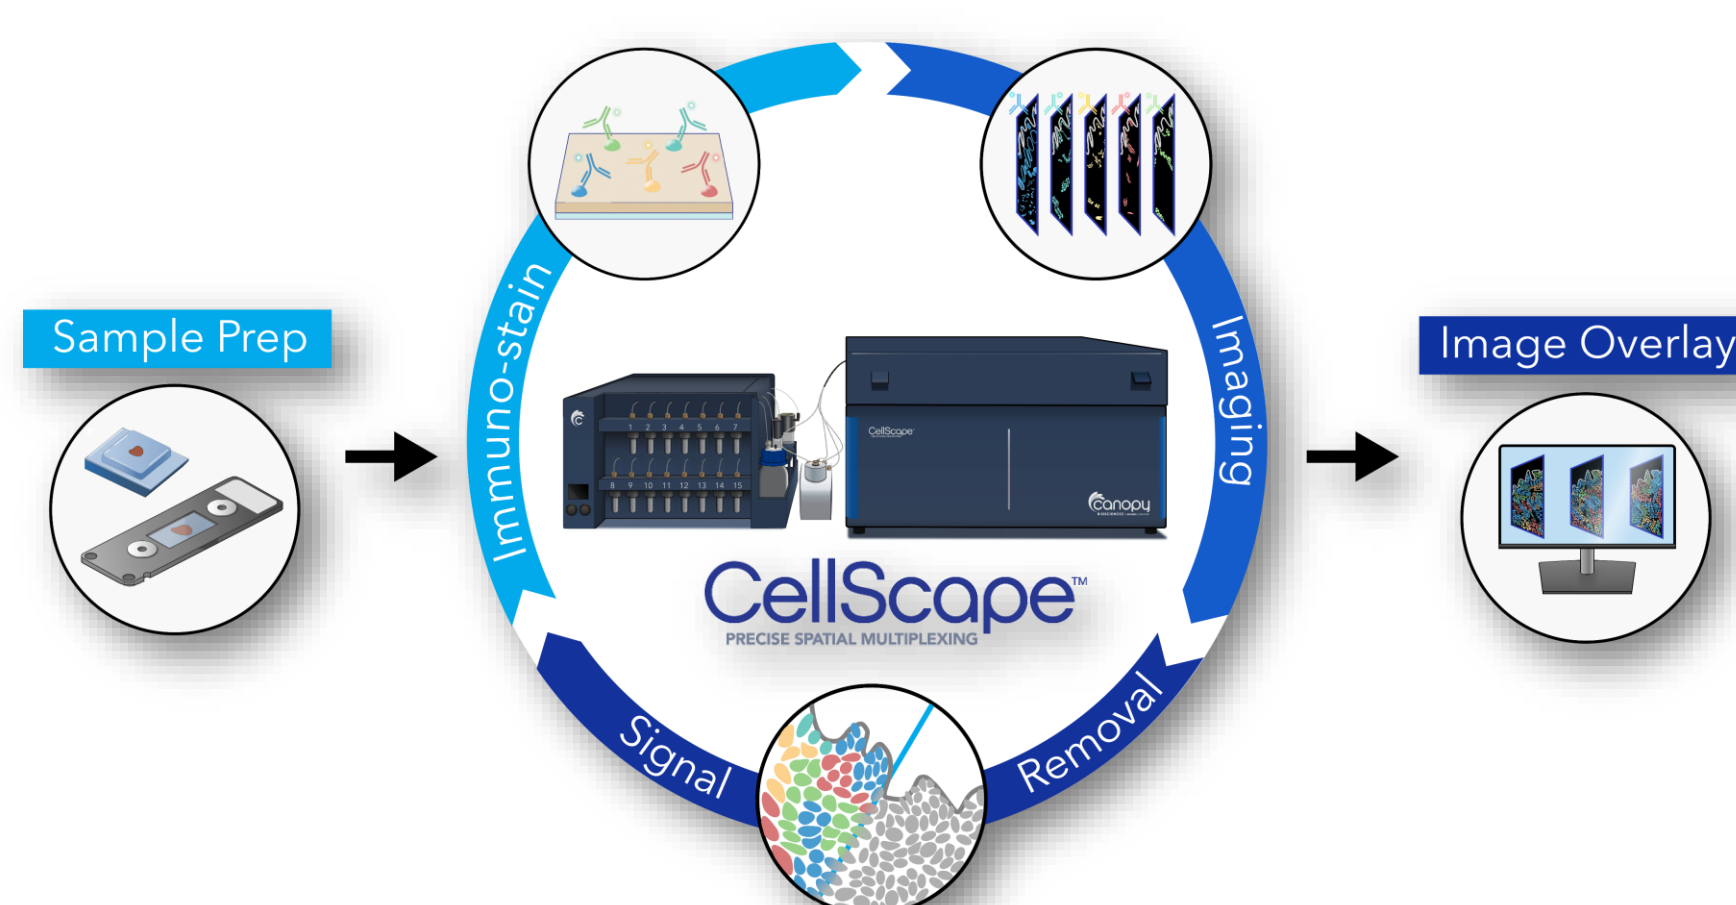 Sample Prep
Immuno-stain
Imaging
Signal
Removal
Image Overlay
1 2 3 4 5 6 7
8 9 10 11 12 13 14 15
CellScape
canopy
CellScape™
PRECISE SPATIAL MULTIPLEXING